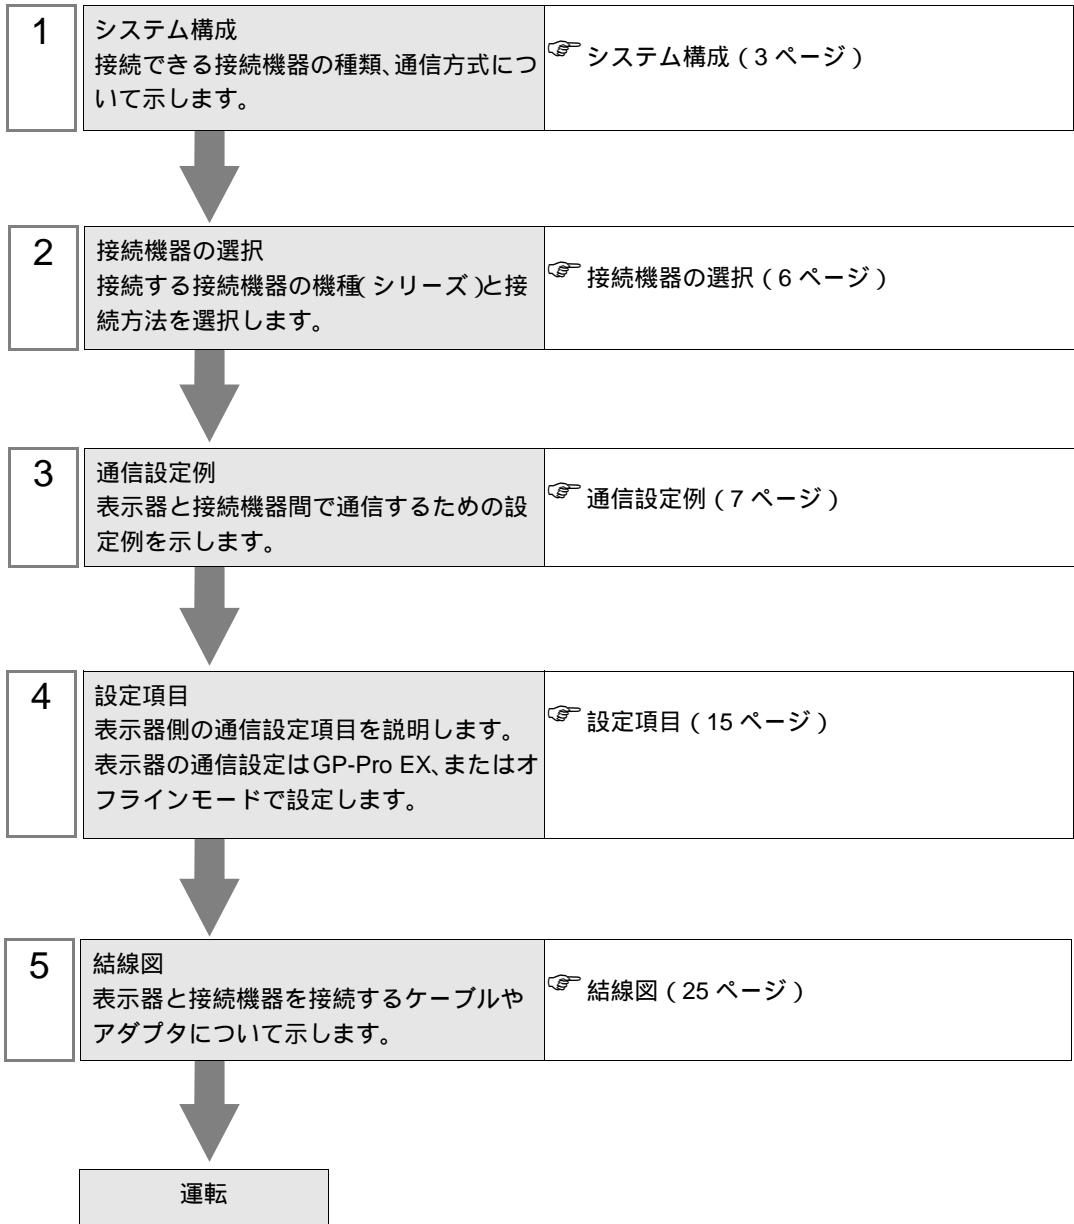 1
システム構成
接続できる接続機器の種類、通信方式につ
いて示します。
☞ システム構成（3 ページ）
2
接続機器の選択
接続する接続機器の機種（シリーズ）と接
続方法を選択します。
☞ 接続機器の選択（6 ページ）
3
通信設定例
表示器と接続機器間で通信するための設
定例を示します。
☞ 通信設定例（7 ページ）
4
設定項目
表示器側の通信設定項目を説明します。
表示器の通信設定はGP-Pro EX、またはオ
フラインモードで設定します。
☞ 設定項目（15 ページ）
5
結線図
表示器と接続機器を接続するケーブルや
アダプタについて示します。
☞ 結線図（25 ページ）
運転